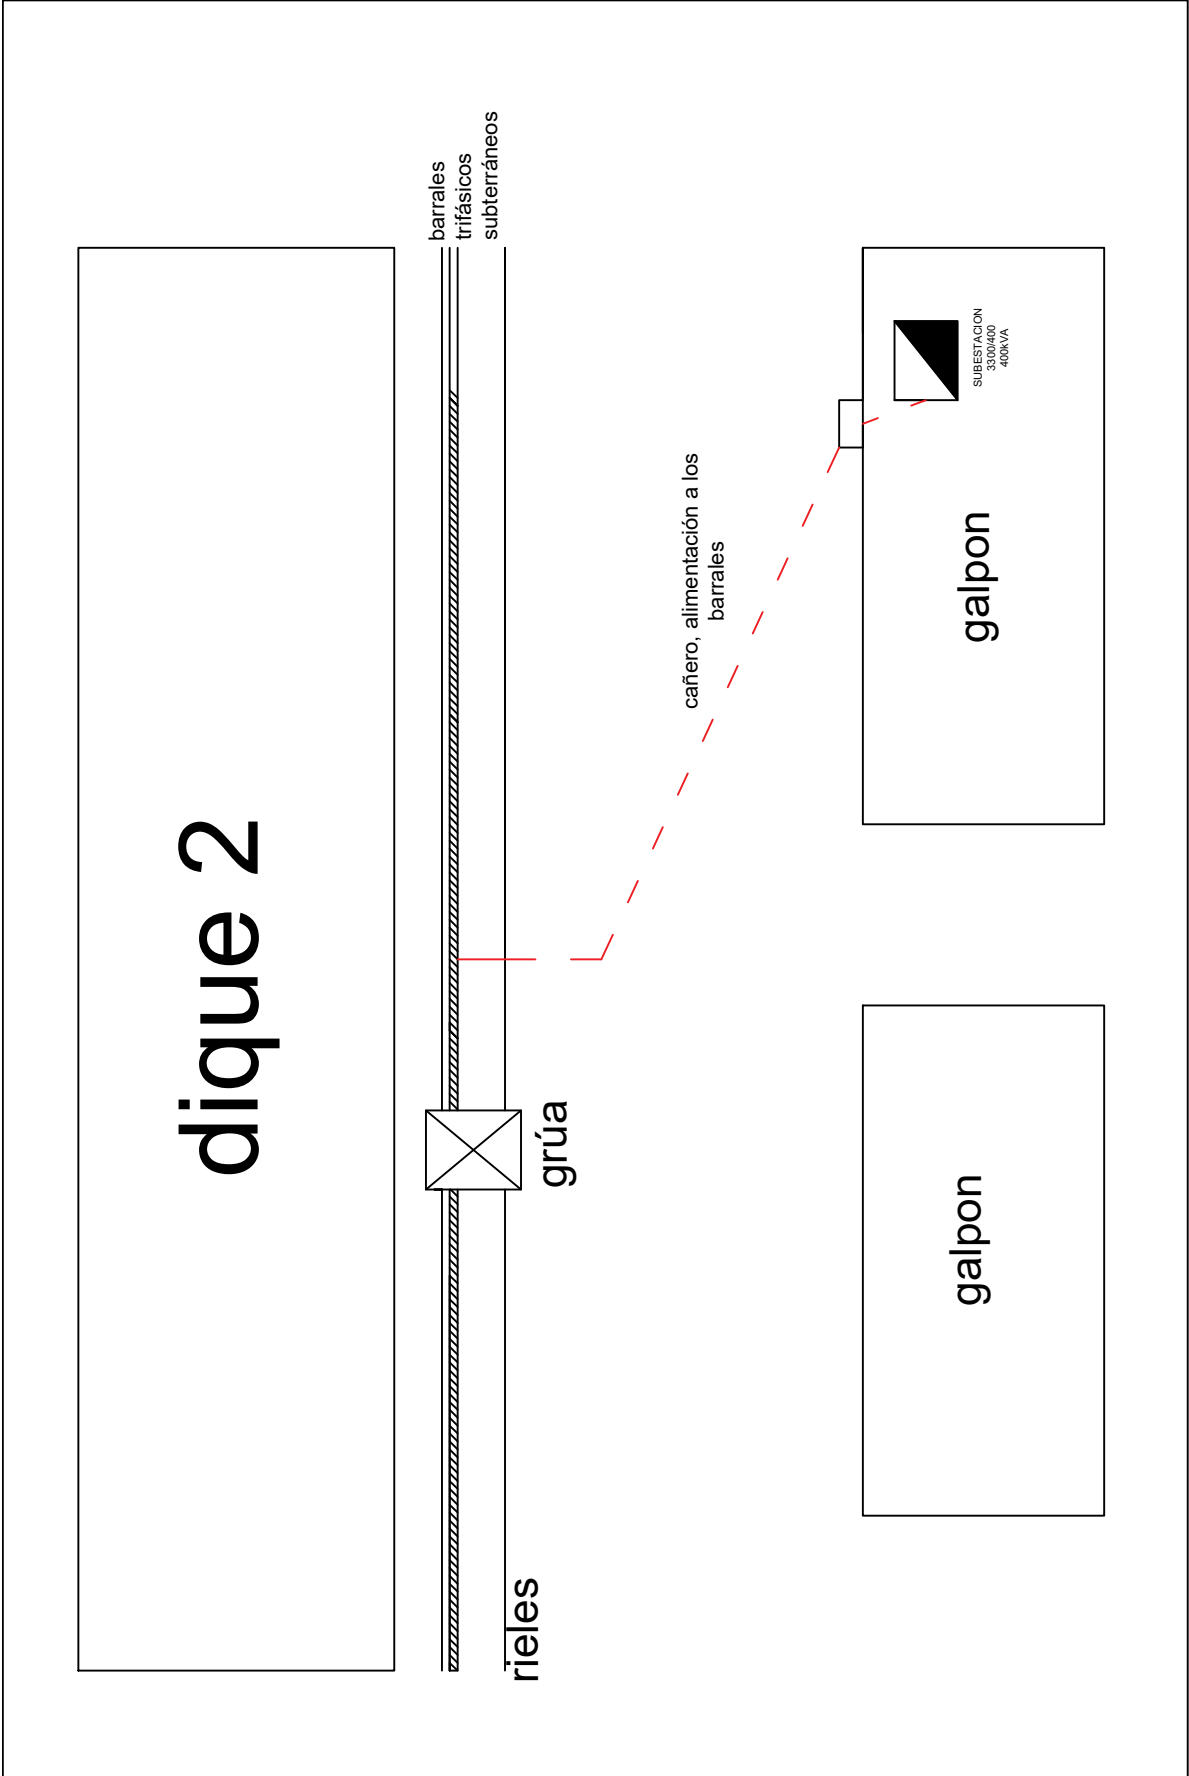 dique 2
barrales
trifásicos
subterráneos
rieles
grúa
cañero, alimentación a los
barrales
galpon
galpon
SUBESTACION
3300/400
400kVA